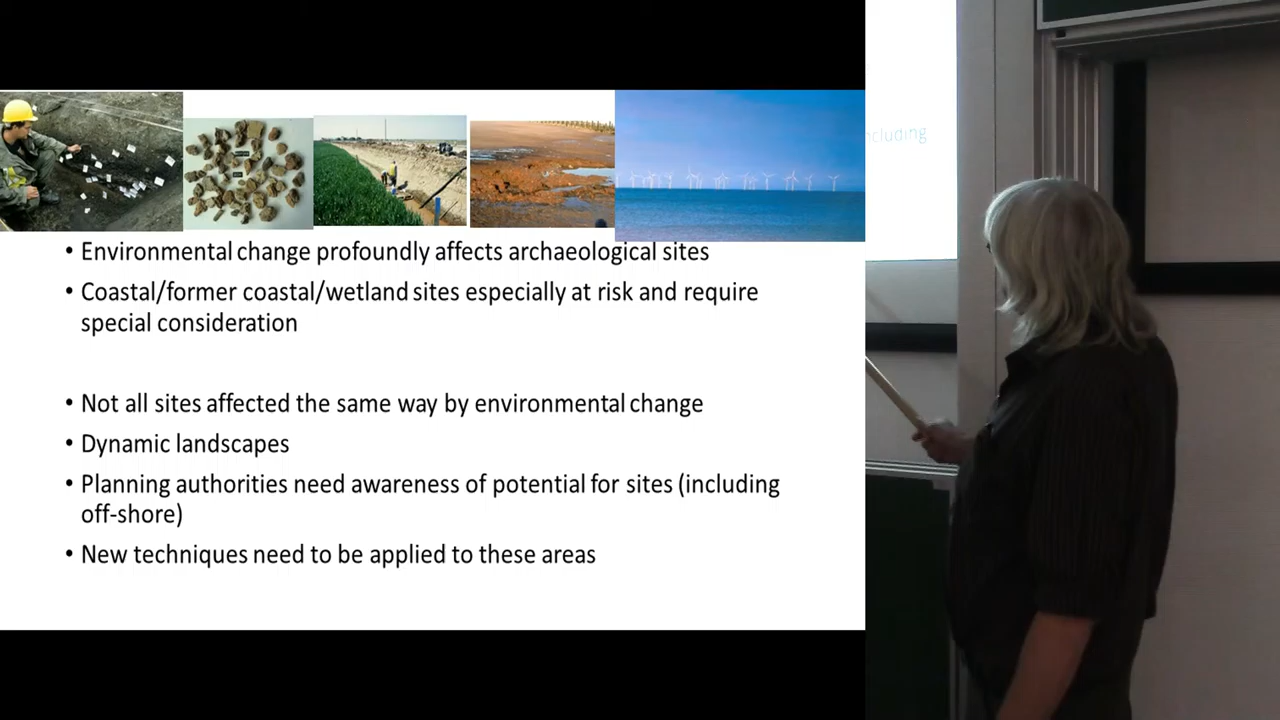 cluding
• Environmental change profoundly affects archaeological sites
• Coastal/former coastal/wetland sites especially at risk and require
special consideration
• Not all sites affected the same way by environmental change
• Dynamic landscapes
• Planning authorities need awareness of potential for sites (including
off-shore)
• New techniques need to be applied to these areas